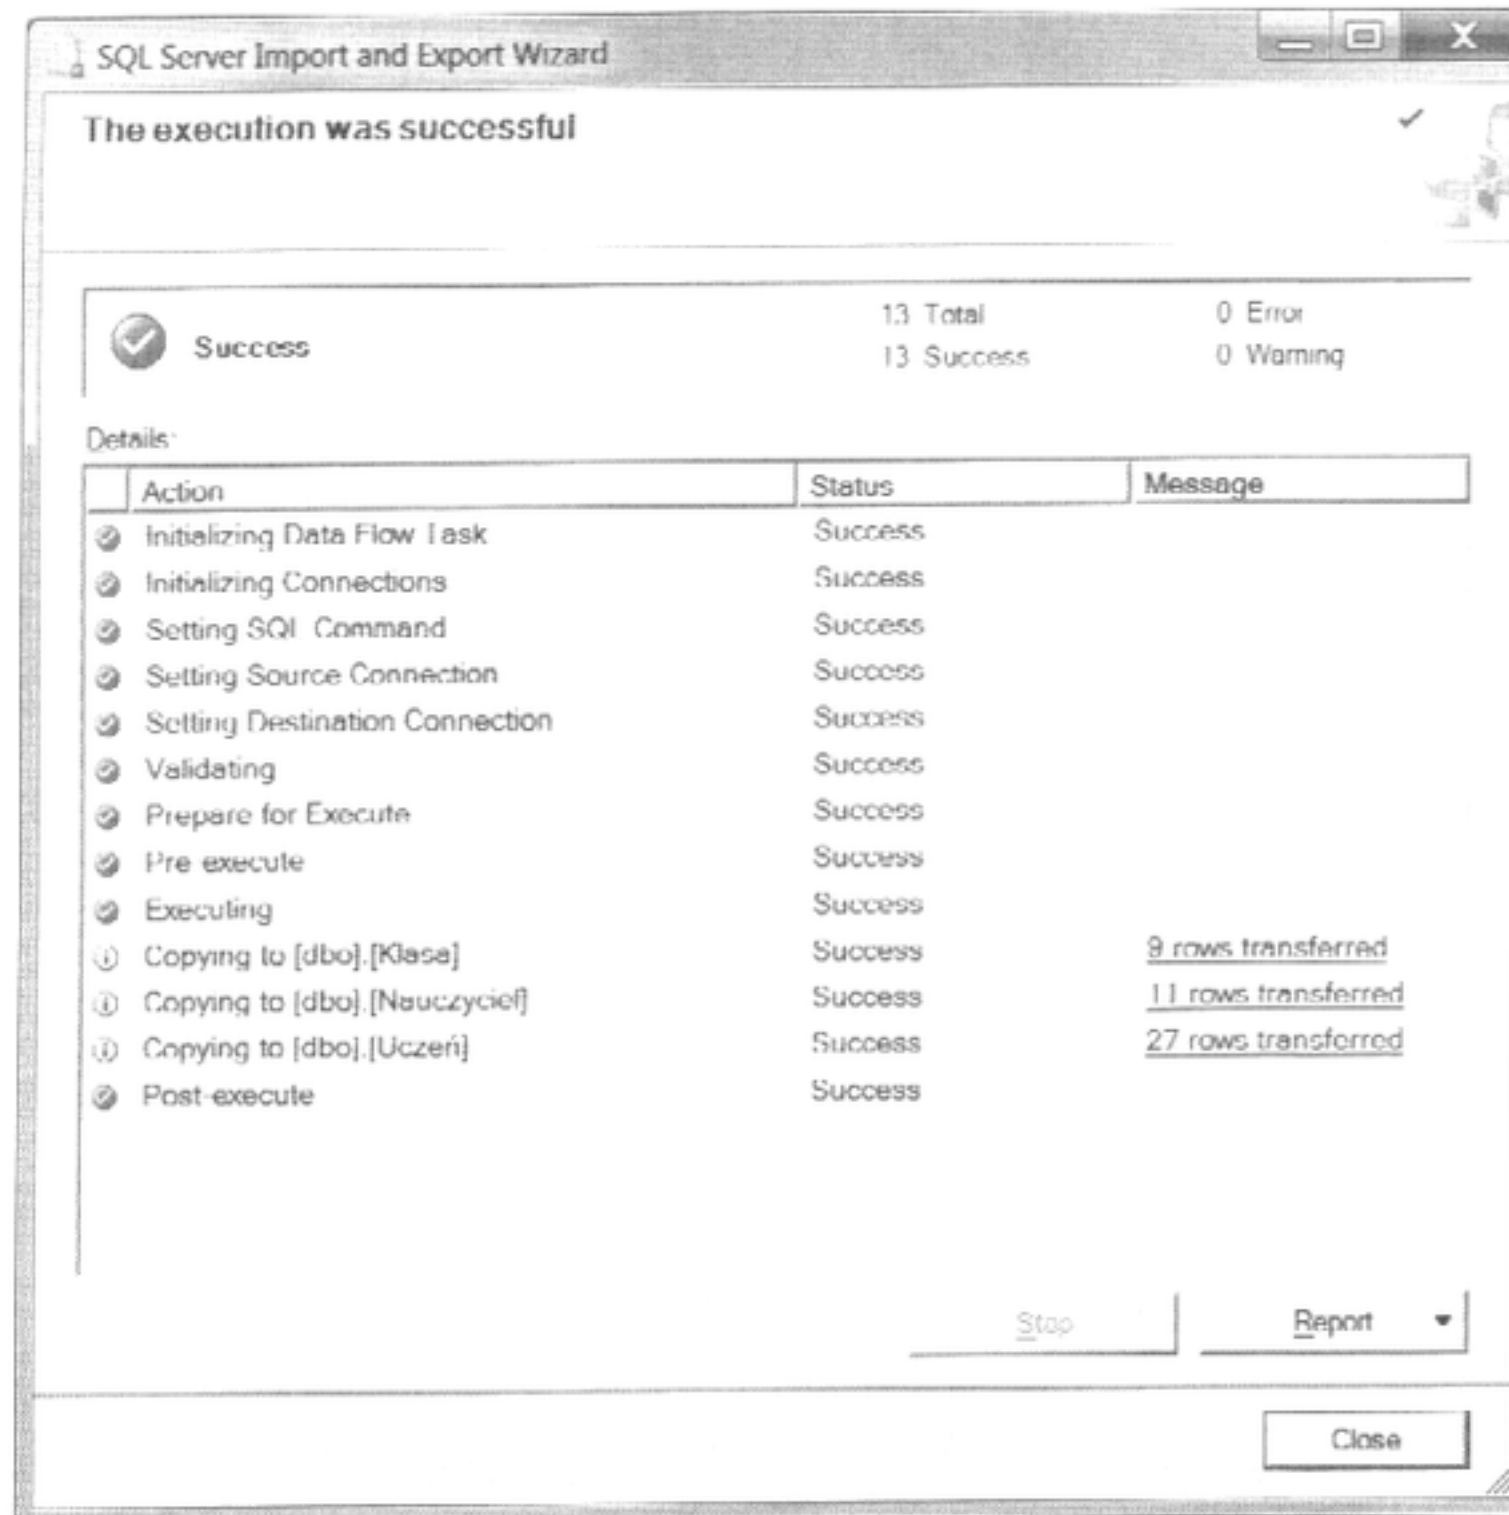 SQL Server Import and Export Wizard
The execution was successful
Success
13 Total
0 Error
13 Success
0 Warning
Details:
Action Status Message
Initializing Data Flow Task Success
Initializing Connections Success
Setting SQL Command Success
Setting Source Connection Success
Setting Destination Connection Success
Validating Success
Prepare for Execute Success
Pre-execute Success
Executing Success
Copying to [dbo].[Klasa] Success 9 rows transferred
Copying to [dbo].[Nauczyciel] Success 11 rows transferred
Copying to [dbo].[Uczeń] Success 27 rows transferred
Post-execute Success
Stop Report
Close